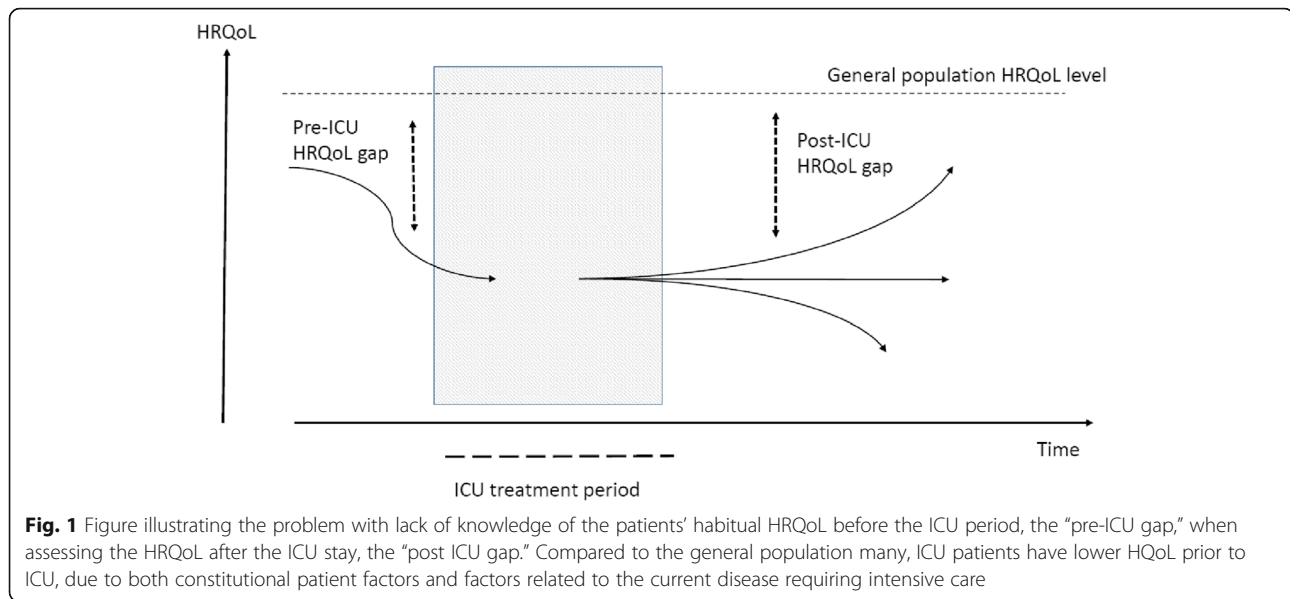 HRQoL
General population HRQoL level
Pre-ICU
HRQoL gap
Post-ICU
HRQoL gap
Time
ICU treatment period
Fig. 1 Figure illustrating the problem with lack of knowledge of the patients’ habitual HRQoL before the ICU period, the “pre-ICU gap,” when
assessing the HRQoL after the ICU stay, the “post ICU gap.” Compared to the general population many, ICU patients have lower HQoL prior to
ICU, due to both constitutional patient factors and factors related to the current disease requiring intensive care